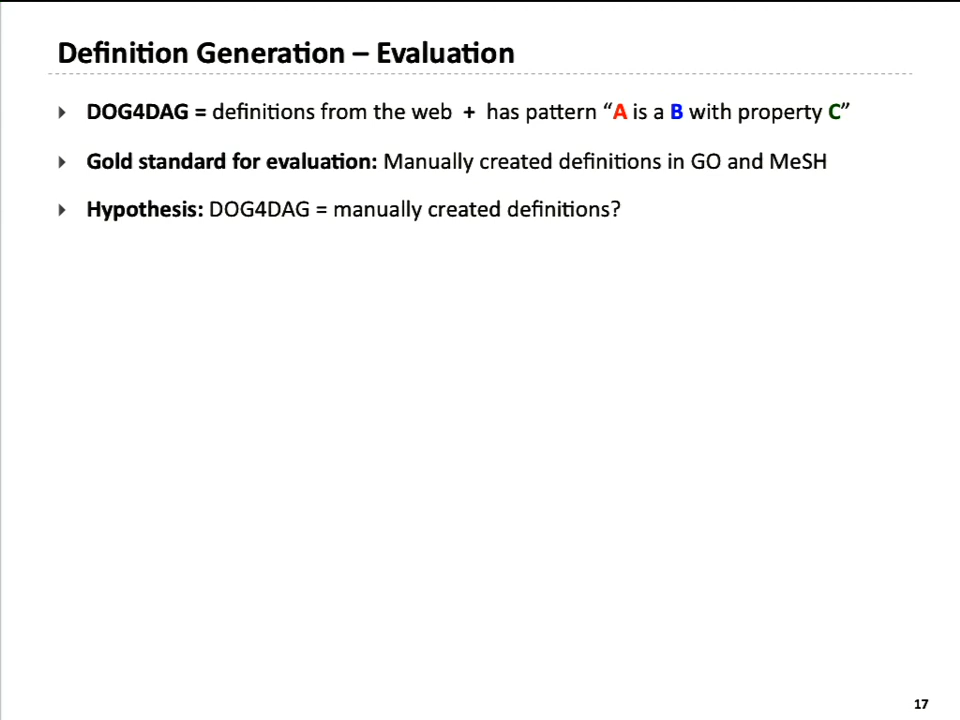 Definition Generation – Evaluation
DOG4DAG = definitions from the web + has pattern “A is a B with property C”
Gold standard for evaluation: Manually created definitions in GO and MeSH
Hypothesis: DOG4DAG = manually created definitions?
17